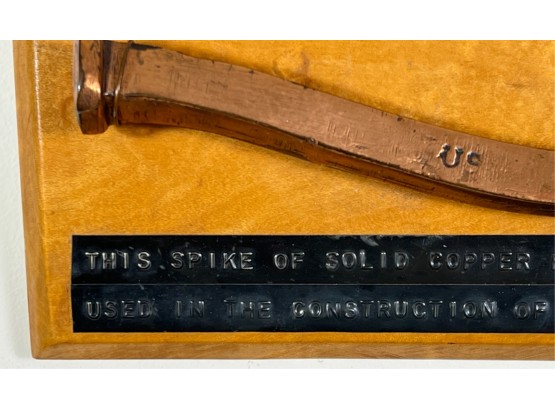 US
THIS SPIKE OF SOLID COPPER
USED IN THE CONSTRUCTION OF